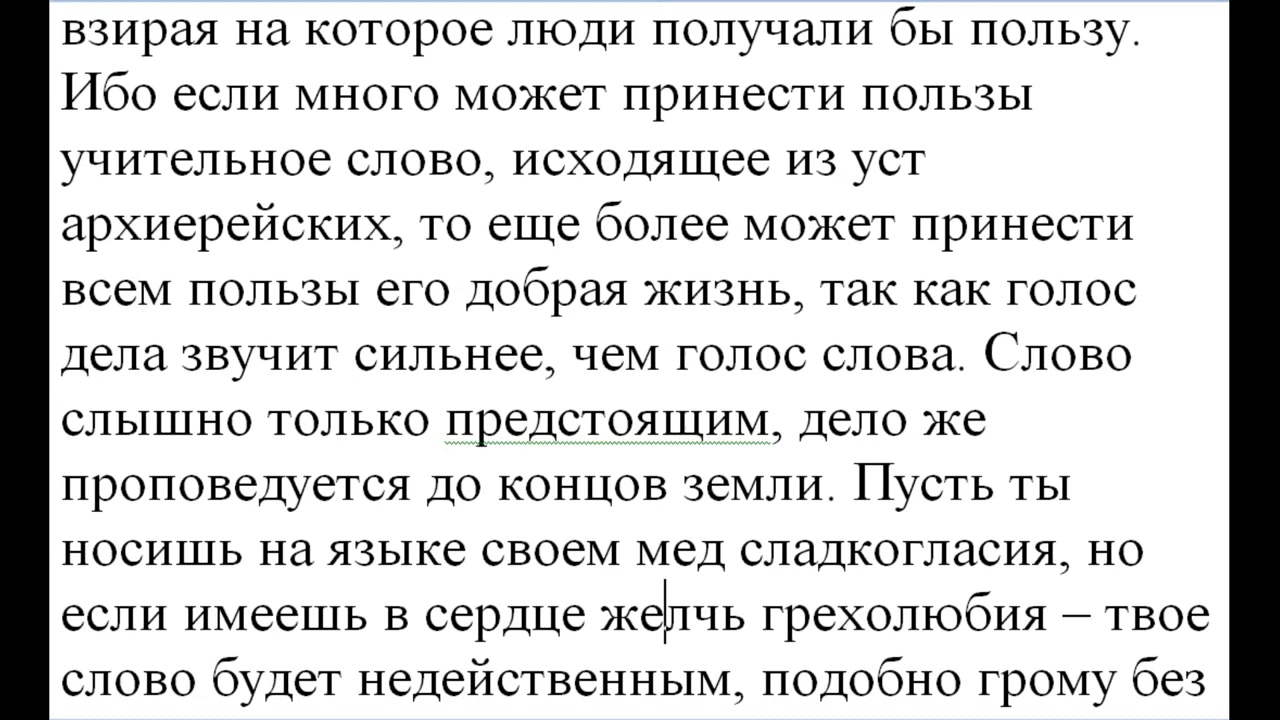 взирая на которое люди получали бы пользу.
Ибо если много может принести пользы
учительное слово, исходящее из уст
архиерейских, то еще более может принести
всем пользы его добрая жизнь, так как голос
дела звучит сильнее, чем голос слова. Слово
слышно только предстоящим, дело же
проповедуется до концов земли. Пусть ты
носишь на языке своем мед сладкогласия, но
если имеешь в сердце желчь грехолюбия – твое
слово будет недейственным, подобно грому без